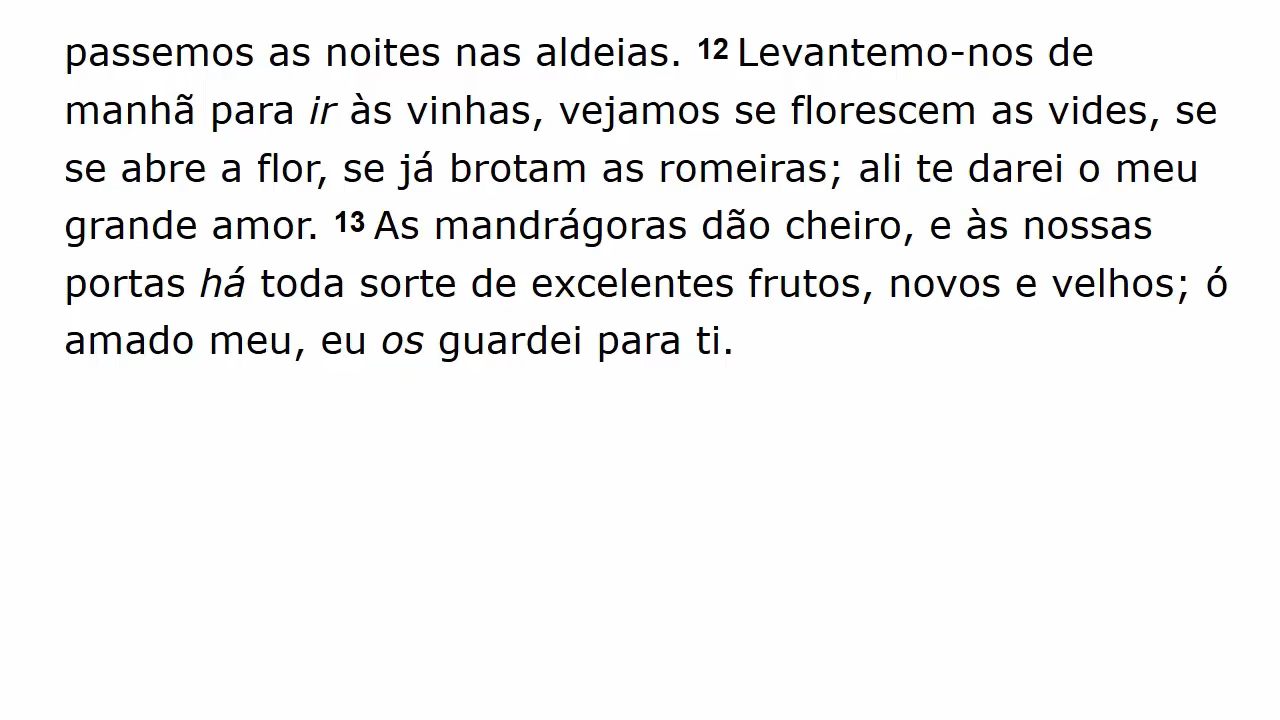 passemos as noites nas aldeias. 12 Levantemo-nos de
manhã para ir às vinhas, vejamos se florescem as vides, se
se abre a flor, se já brotam as romeiras; ali te darei o meu
grande amor. 13 As mandrágoras dão cheiro, e às nossas
portas há toda sorte de excelentes frutos, novos e velhos; ó
amado meu, eu os guardei para ti.